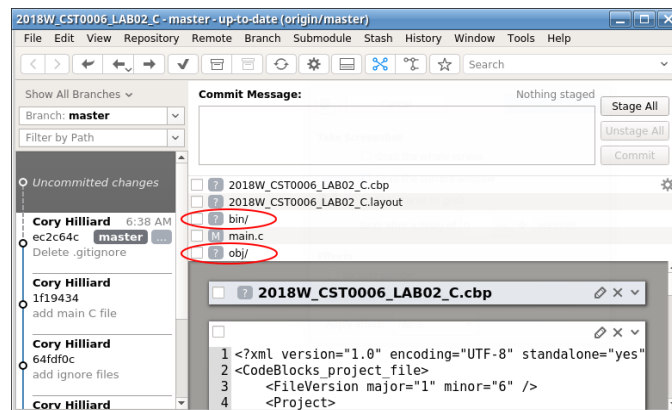 2018W_CST0006_LAB02_C - master - up-to-date (origin/master)
File Edit View Repository Remote Branch Submodule Stash History Window Tools Help
Search
Show All Branches
Branch: master
Filter by Path
Commit Message:
Nothing staged
Stage All
Unstage All
Commit
Uncommitted changes
Cory Hilliard 6:38 AM
ec2c64c master ...
Delete .gitignore
Cory Hilliard
1f19434
add main C file
Cory Hilliard
64fdf0c
add ignore files
Cory Hilliard
? 2018W_CST0006_LAB02_C.cbp
? 2018W_CST0006_LAB02_C.layout
? bin/
M main.c
? obj/
? 2018W_CST0006_LAB02_C.cbp
1 <?xml version="1.0" encoding="UTF-8" standalone="yes"
2 <CodeBlocks_project_file>
3 <FileVersion major="1" minor="6" />
4 <Project>